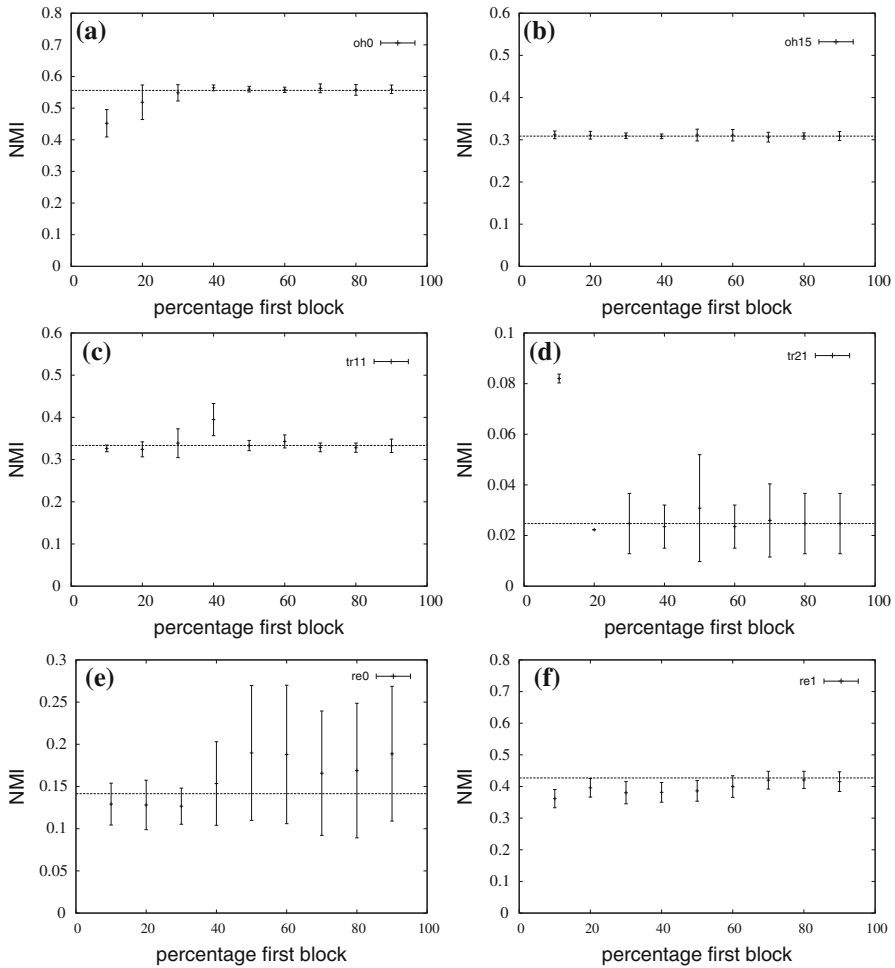 (a)
oh0
0.8
0.7
0.6
0.5
0.4
0.3
0.2
0.1
0
NMI
0 20 40 60 80 100
percentage first block
(b)
oh15
0.6
0.5
0.4
0.3
0.2
0.1
0
NMI
0 20 40 60 80 100
percentage first block
(c)
tr11
0.6
0.5
0.4
0.3
0.2
0.1
0
NMI
0 20 40 60 80 100
percentage first block
(d)
tr21
0.1
0.08
0.06
0.04
0.02
0
NMI
0 20 40 60 80 100
percentage first block
(e)
re0
0.3
0.25
0.2
0.15
0.1
0.05
0
NMI
0 20 40 60 80 100
percentage first block
(f)
re1
0.8
0.7
0.6
0.5
0.4
0.3
0.2
0.1
0
NMI
0 20 40 60 80 100
percentage first block